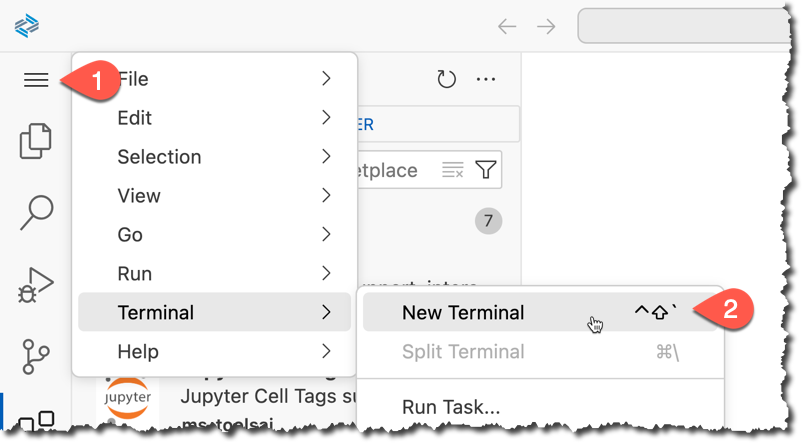 1
File
Edit
ER
Selection
etplace
View
7
Go
Run
Terminal
New Terminal ^⇧`
2
Help
Split Terminal ⌘\
jupyter
Jupyter Cell Tags su
ms-toolsai
Run Task...